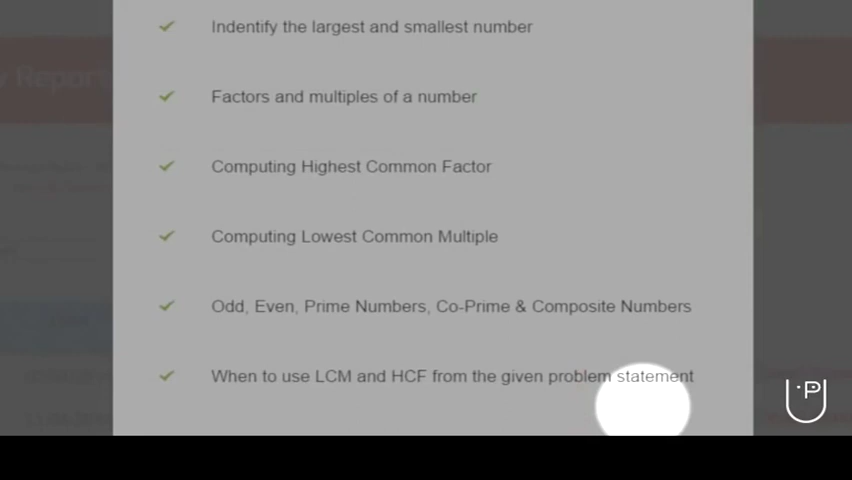 Indentify the largest and smallest number
Factors and multiples of a number
Computing Highest Common Factor
Computing Lowest Common Multiple
Odd, Even, Prime Numbers, Co-Prime & Composite Numbers
When to use LCM and HCF from the given problem statement